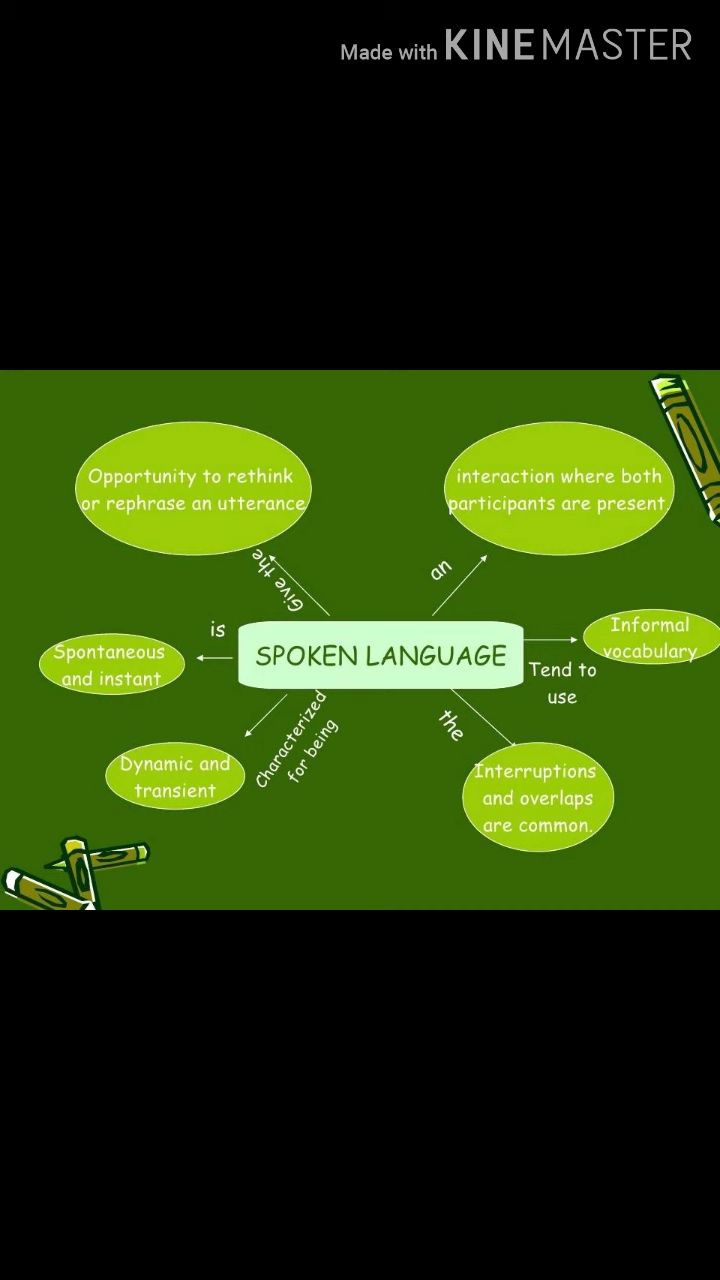 Made with KINEMASTER
Opportunity to rethink
or rephrase an utterance
interaction where both
participants are present.
Give the
an
is
Spontaneous
and instant
SPOKEN LANGUAGE
Informal
vocabulary
Tend to
use
Characterized
for being
the
Dynamic and
transient
Interruptions
and overlaps
are common.